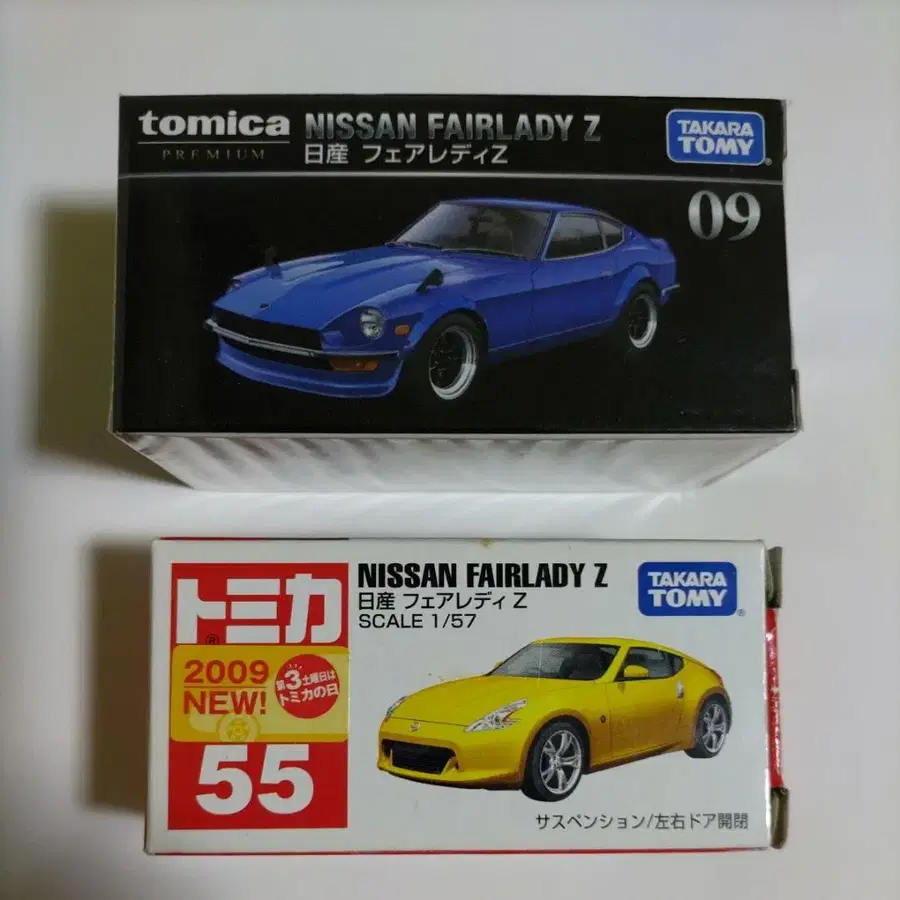 tomica
PREMIUM
NISSAN FAIRLADY Z
日産 フェアレディZ
TAKARA
TOMY
09
トミカ
®
2009
NEW!
第3土曜日は
トミカの日
55
NISSAN FAIRLADY Z
日産 フェアレディ Z
SCALE 1/57
TAKARA
TOMY
サスペンション/左右ドア開閉